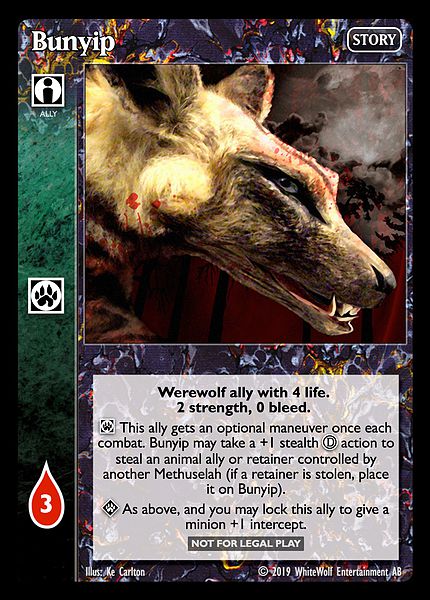 Bunyip
STORY
ALLY
Werewolf ally with 4 life.
2 strength, 0 bleed.
This ally gets an optional maneuver once each
combat. Bunyip may take a +1 stealth D action to
steal an animal ally or retainer controlled by
another Methuselah (if a retainer is stolen, place
it on Bunyip).
As above, and you may lock this ally to give a
minion +1 intercept.
NOT FOR LEGAL PLAY
3
Illus: Ke Carlton
© 2019 WhiteWolf Entertainment AB